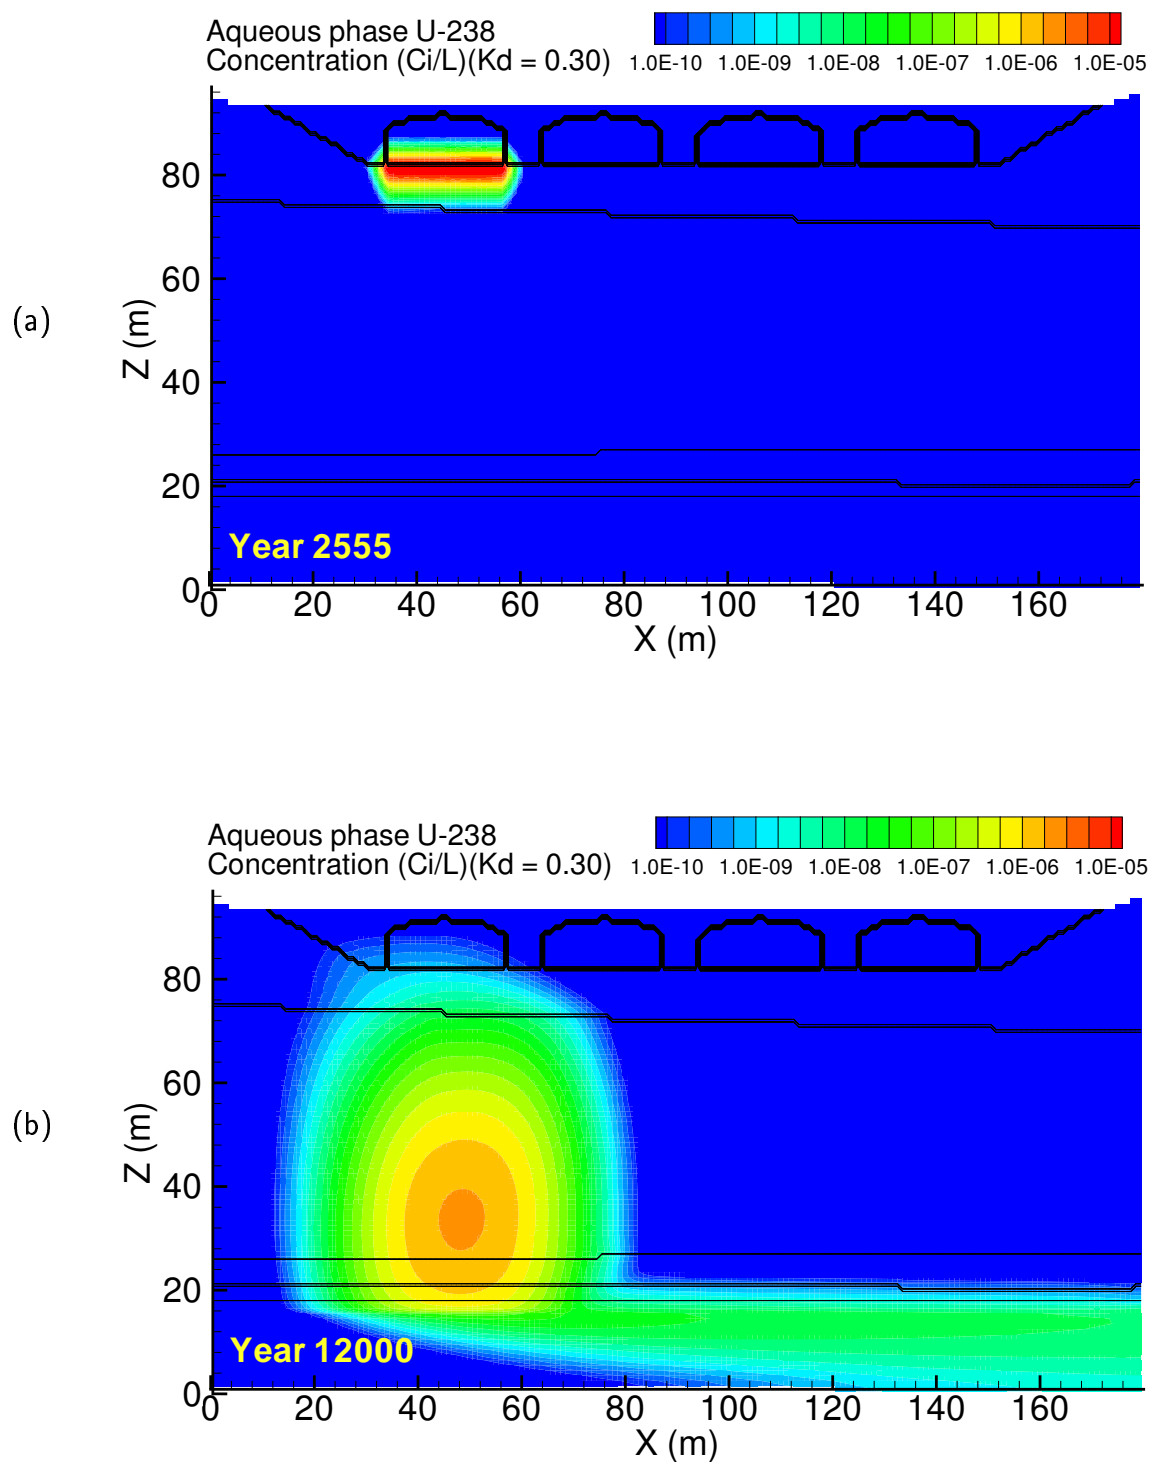 Aqueous phase U-238
Concentration (Ci/L)(Kd = 0.30)
1.0E-10 1.0E-09 1.0E-08 1.0E-07 1.0E-06 1.0E-05
80
60
(a)
Z (m)
40
20
Year 2555
0
0 20 40 60 80 100 120 140 160
X (m)
Aqueous phase U-238
Concentration (Ci/L)(Kd = 0.30)
1.0E-10 1.0E-09 1.0E-08 1.0E-07 1.0E-06 1.0E-05
80
60
(b)
Z (m)
40
20
Year 12000
0
0 20 40 60 80 100 120 140 160
X (m)